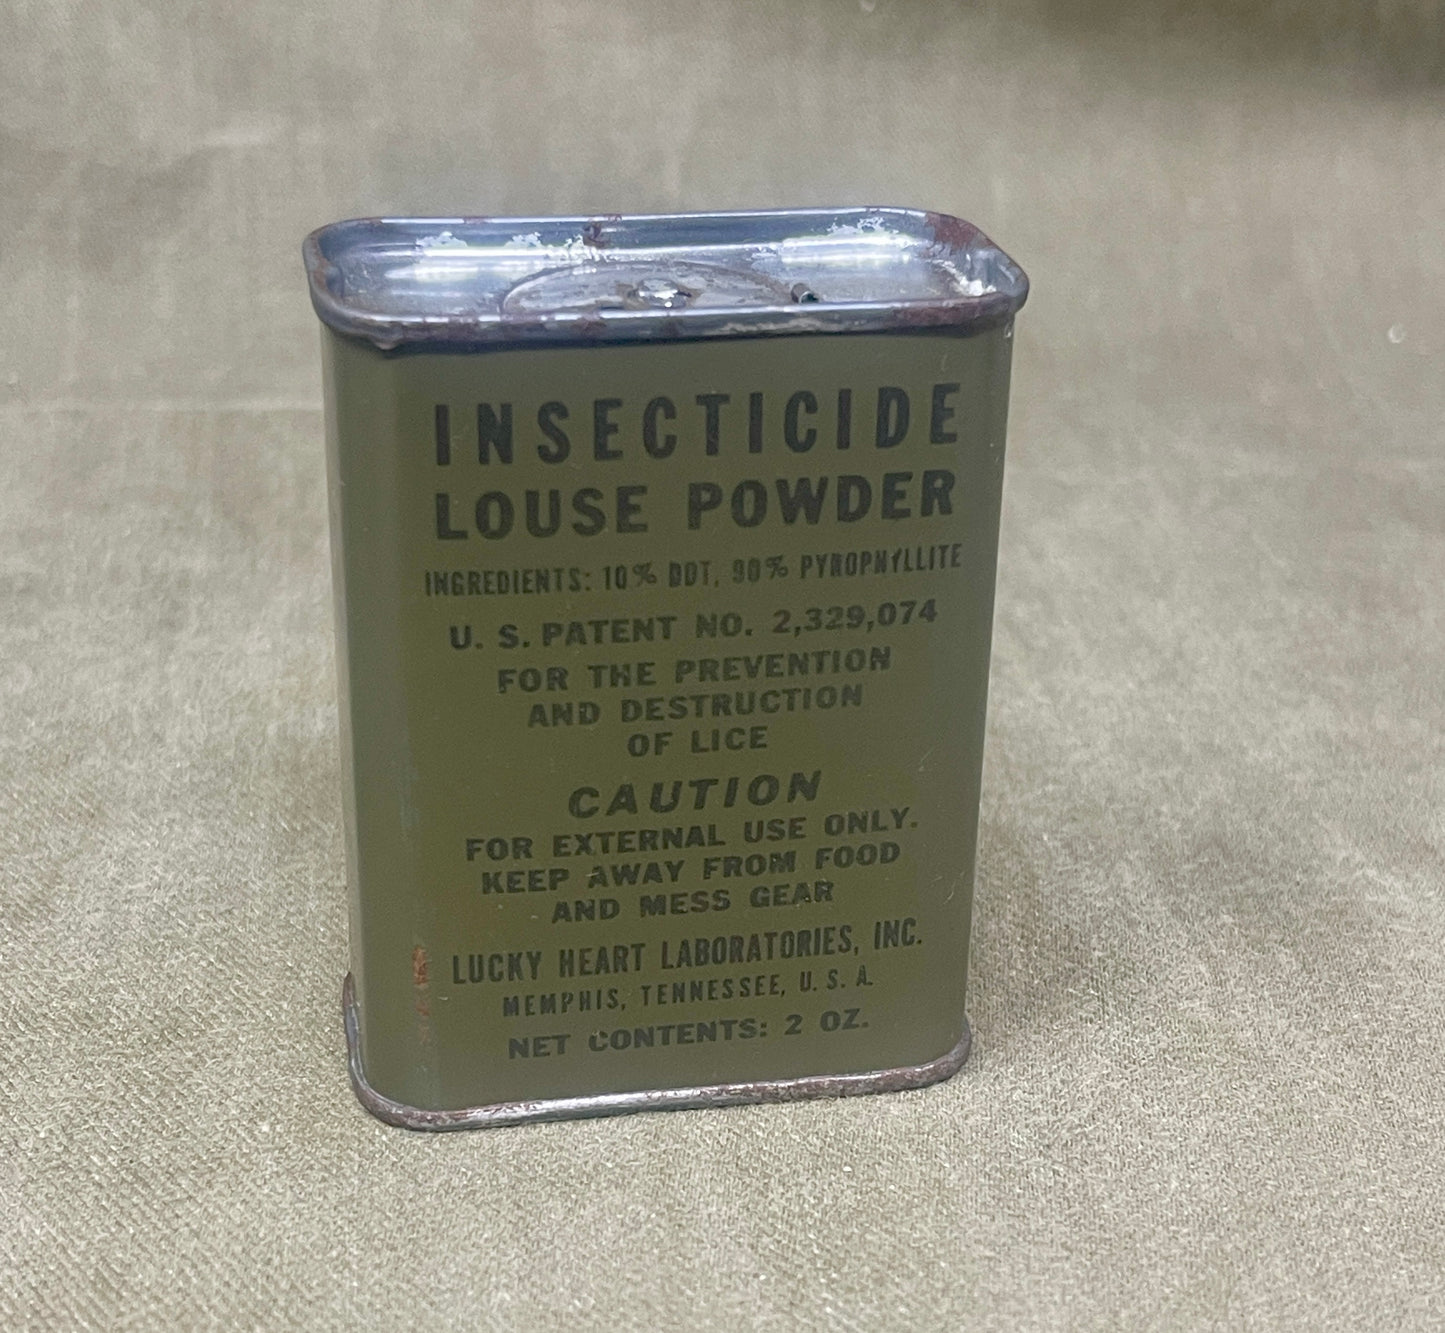 INSECTICIDE
LOUSE POWDER
INGREDIENTS: 10% DDT, 90% PYROPHYLLITE
U. S. PATENT NO. 2,329,074
FOR THE PREVENTION
AND DESTRUCTION
OF LICE
CAUTION
FOR EXTERNAL USE ONLY.
KEEP AWAY FROM FOOD
AND MESS GEAR
LUCKY HEART LABORATORIES, INC.
MEMPHIS, TENNESSEE, U. S. A.
NET CONTENTS: 2 OZ.